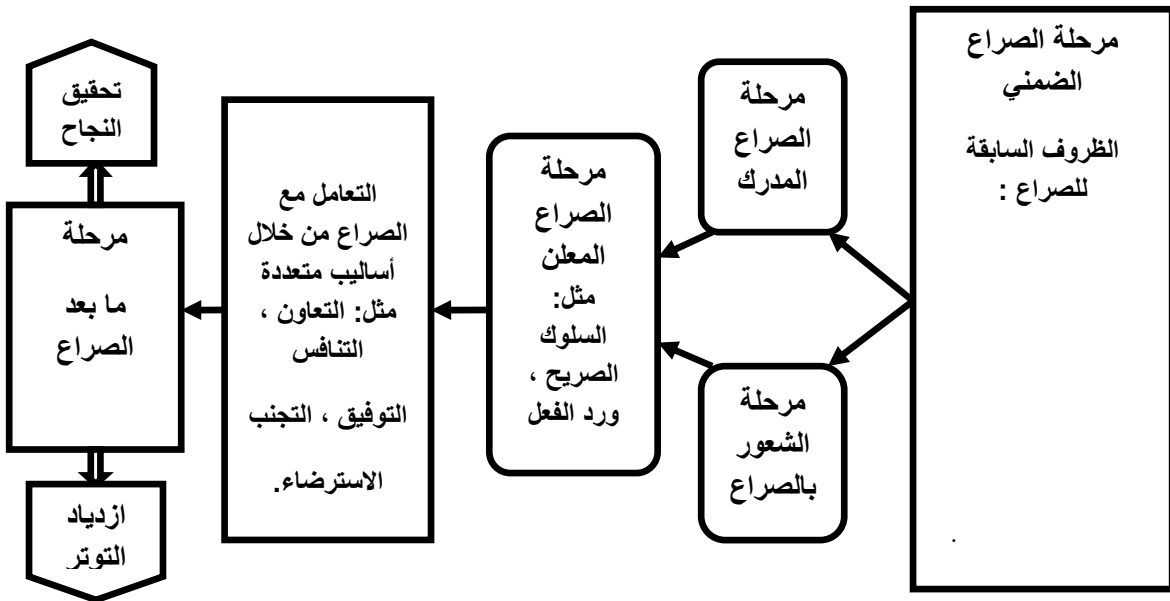 مرحلة الصراع
الضمني
الظروف السابقة
للصراع :
.
مرحلة
الصراع
المدرك
مرحلة
الشعور
بالصراع
مرحلة
الصراع
المعلن
مثل:
السلوك
الصريح ،
ورد الفعل
التعامل مع
الصراع من خلال
أساليب متعددة
مثل: التعاون ،
التنافس
التوفيق ، التجنب
الاسترضاء.
مرحلة
ما بعد
الصراع
تحقيق
النجاح
ازدياد
التوتر